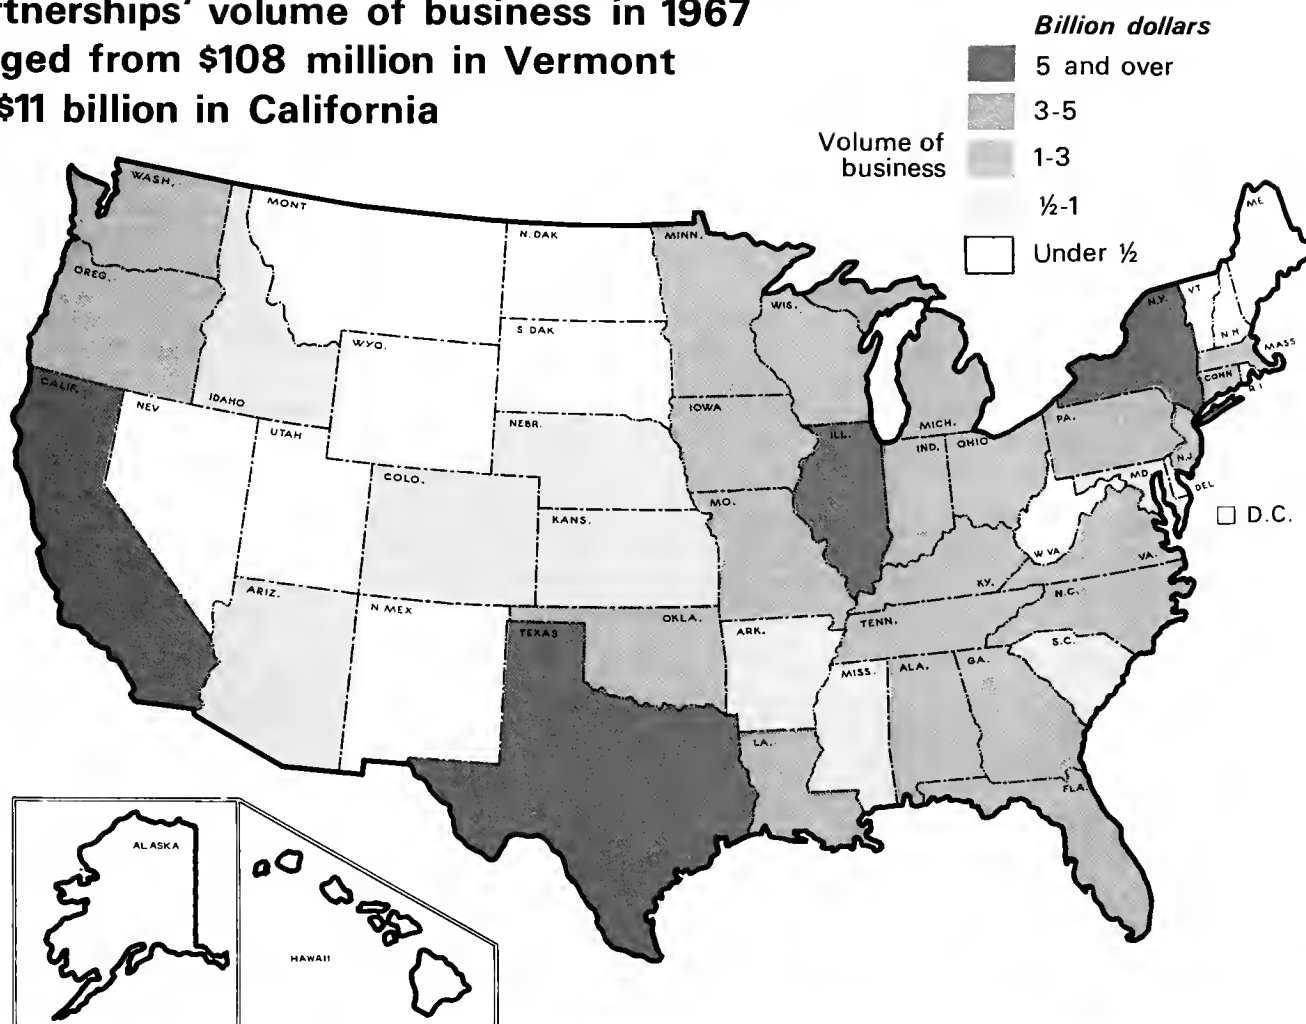 rtnerships' volume of business in 1967
ged from $108 million in Vermont
$11 billion in California
Billion dollars
5 and over
3-5
Volume of
business
1-3
½-1
Under ½
WASH.
MONT
N. DAK
MINN.
ME
OREG.
S. DAK
WIS.
N.Y.
VT
N H
MASS
WYO.
CALIF.
IDAHO
NEV
UTAH
NEBR.
IOWA
ILL.
MICH.
IND.
OHIO
PA.
CONN
R I
N.J.
MD
DEL
COLO.
KANS.
MO.
W VA
VA.
D.C.
KY.
ARIZ.
N MEX
OKLA.
ARK.
TENN.
N.C.
S.C.
TEXAS
MISS.
ALA.
GA.
LA.
FLA.
ALASKA
HAWAII